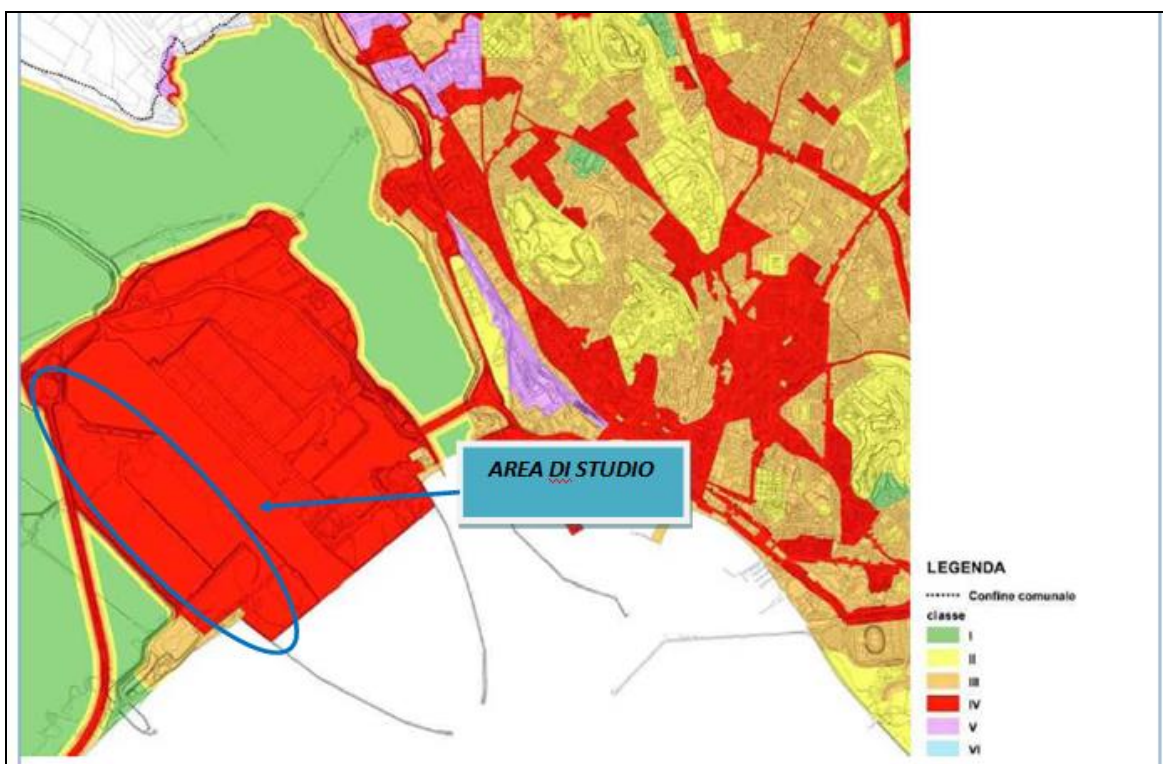 AREA DI STUDIO
LEGENDA
Confine comunale
classe
I
II
III
IV
V
VI